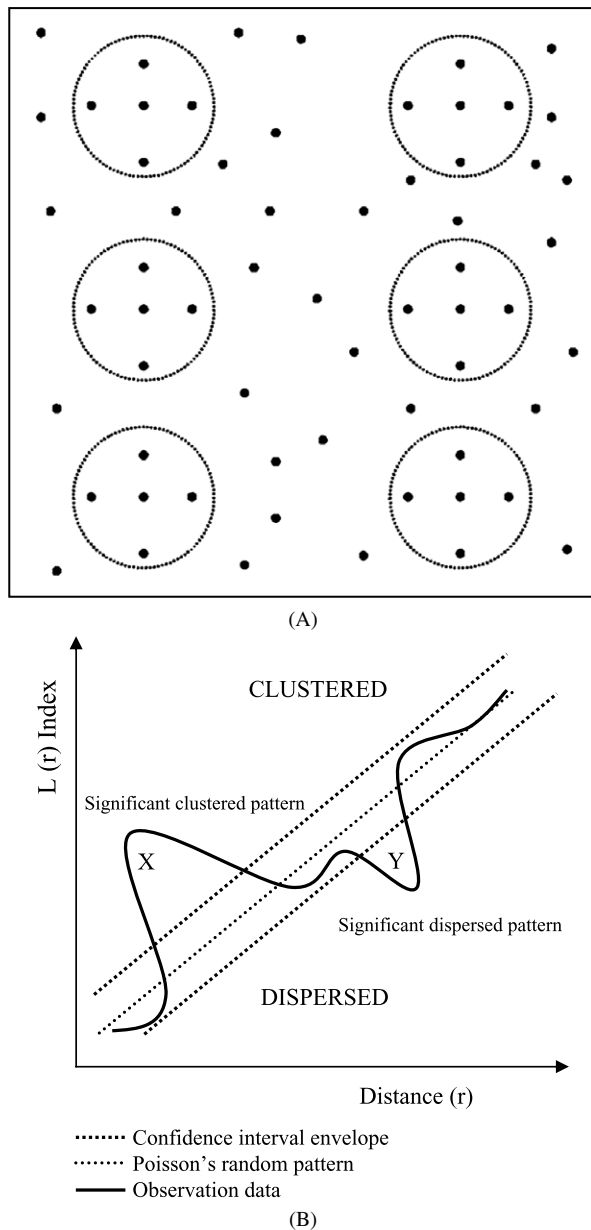 (A)
L (r) Index
CLUSTERED
Significant clustered pattern
X
Y
Significant dispersed pattern
DISPERSED
Distance (r)
Confidence interval envelope
Poisson's random pattern
Observation data
(B)